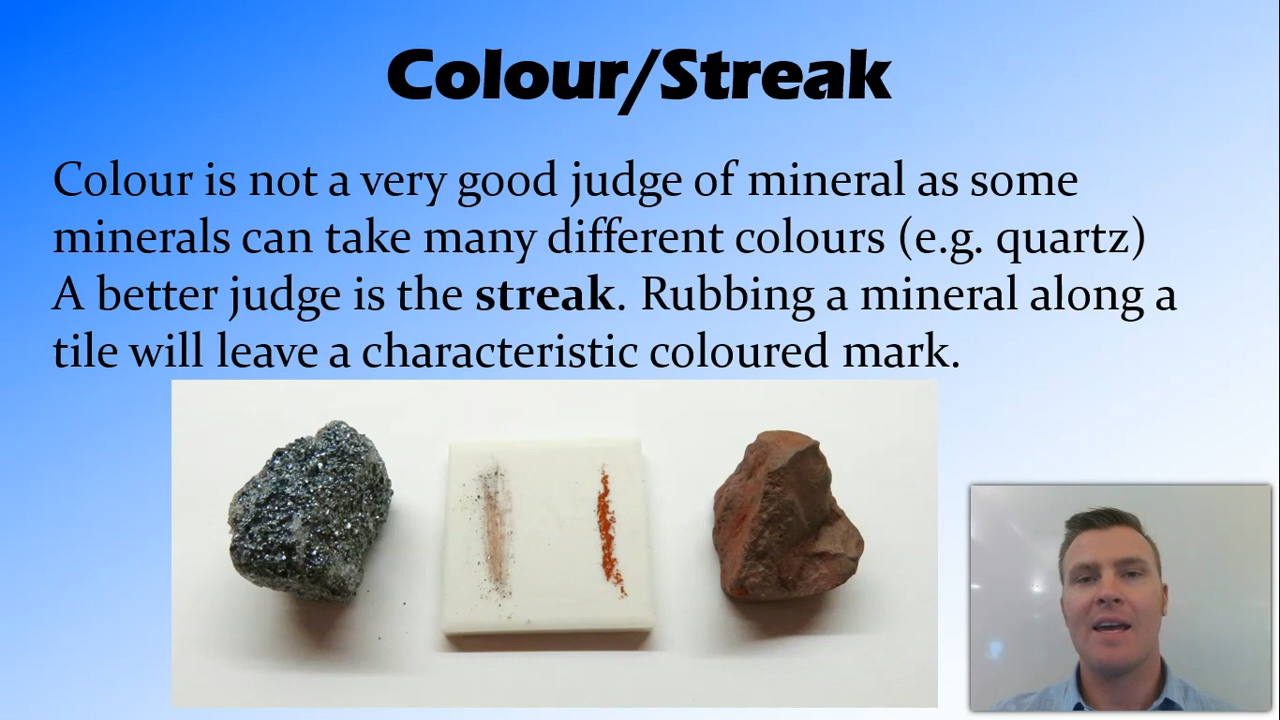 Colour/Streak
Colour is not a very good judge of mineral as some
minerals can take many different colours (e.g. quartz)
A better judge is the streak. Rubbing a mineral along a
tile will leave a characteristic coloured mark.